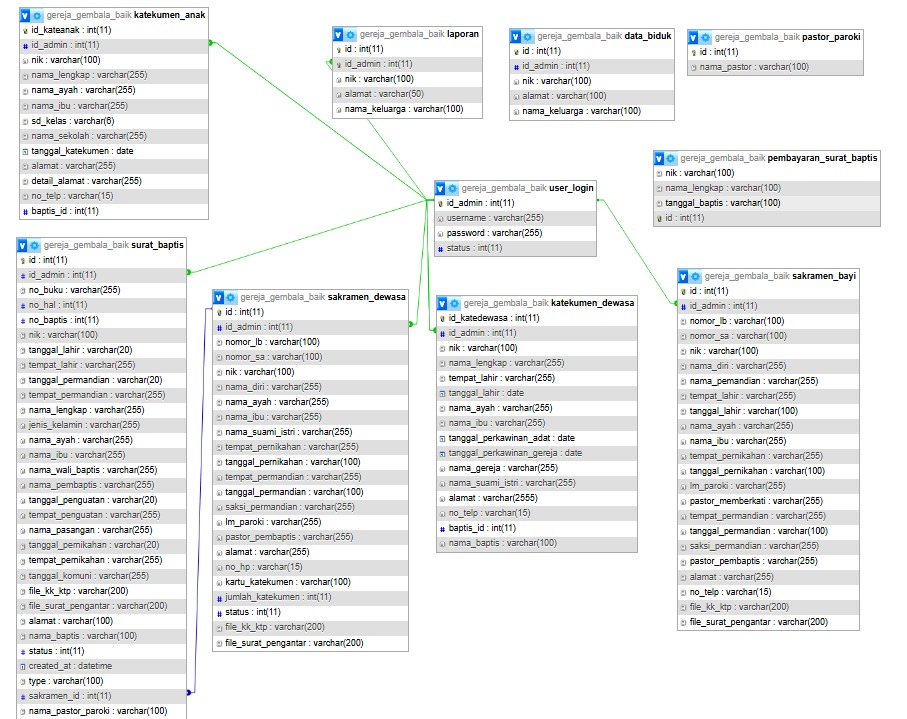 gereja_gembala_baik katekumen_anak
id_kateanak : int(11)
id_admin : int(11)
nik : varchar(100)
nama_lengkap : varchar(255)
nama_ayah : varchar(255)
nama_ibu : varchar(255)
sd_kelas : varchar(6)
nama_sekolah : varchar(255)
tanggal_katekumen : date
alamat : varchar(255)
detail_alamat : varchar(255)
no_telp : varchar(15)
baptis_id : int(11)
gereja_gembala_baik laporan
id : int(11)
id_admin : int(11)
nik : varchar(100)
alamat : varchar(50)
nama_keluarga : varchar(100)
gereja_gembala_baik data_biduk
id : int(11)
id_admin : int(11)
nik : varchar(100)
alamat : varchar(100)
nama_keluarga : varchar(100)
gereja_gembala_baik pastor_paroki
id : int(11)
nama_pastor : varchar(100)
gereja_gembala_baik pembayaran_surat_baptis
nik : varchar(100)
nama_lengkap : varchar(100)
tanggal_baptis : varchar(100)
id : int(11)
gereja_gembala_baik user_login
id_admin : int(11)
username : varchar(255)
password : varchar(255)
status : int(11)
gereja_gembala_baik surat_baptis
id : int(11)
id_admin : int(11)
no_buku : varchar(255)
no_hal : int(11)
no_baptis : int(11)
nik : varchar(100)
tanggal_lahir : varchar(20)
tempat_lahir : varchar(255)
tanggal_permandian : varchar(20)
tempat_permandian : varchar(255)
nama_lengkap : varchar(255)
jenis_kelamin : varchar(255)
nama_ayah : varchar(255)
nama_ibu : varchar(255)
nama_wali_baptis : varchar(255)
nama_pembaptis : varchar(255)
tanggal_penguatan : varchar(20)
tempat_penguatan : varchar(255)
nama_pasangan : varchar(255)
tanggal_pernikahan : varchar(20)
tempat_pernikahan : varchar(255)
tanggal_komuni : varchar(255)
file_kk_ktp : varchar(200)
file_surat_pengantar : varchar(200)
alamat : varchar(100)
nama_baptis : varchar(100)
status : int(11)
created_at : datetime
type : varchar(100)
sakramen_id : int(11)
nama_pastor_paroki : varchar(100)
gereja_gembala_baik sakramen_dewasa
id : int(11)
id_admin : int(11)
nomor_lb : varchar(100)
nomor_sa : varchar(100)
nik : varchar(100)
nama_diri : varchar(255)
nama_ayah : varchar(255)
nama_ibu : varchar(255)
nama_suami_istri : varchar(255)
tempat_pernikahan : varchar(255)
tanggal_pernikahan : varchar(100)
tempat_permandian : varchar(255)
tanggal_permandian : varchar(100)
saksi_permandian : varchar(255)
lm_paroki : varchar(255)
pastor_pembaptis : varchar(255)
alamat : varchar(255)
no_hp : varchar(15)
kartu_katekumen : varchar(100)
jumlah_katekumen : int(11)
status : int(11)
file_kk_ktp : varchar(200)
file_surat_pengantar : varchar(200)
gereja_gembala_baik katekumen_dewasa
id_katedewasa : int(11)
id_admin : int(11)
nik : varchar(100)
nama_lengkap : varchar(255)
tempat_lahir : varchar(255)
tanggal_lahir : date
nama_ayah : varchar(255)
nama_ibu : varchar(255)
tanggal_perkawinan_adat : date
tanggal_perkawinan_gereja : date
nama_gereja : varchar(255)
nama_suami_istri : varchar(255)
alamat : varchar(2555)
no_telp : varchar(15)
baptis_id : int(11)
nama_baptis : varchar(100)
gereja_gembala_baik sakramen_bayi
id : int(11)
id_admin : int(11)
nomor_lb : varchar(100)
nomor_sa : varchar(100)
nik : varchar(100)
nama_diri : varchar(255)
nama_pemandian : varchar(255)
tempat_lahir : varchar(255)
tanggal_lahir : varchar(100)
nama_ayah : varchar(255)
nama_ibu : varchar(255)
tempat_pernikahan : varchar(255)
tanggal_pernikahan : varchar(100)
lm_paroki : varchar(255)
pastor_memberkati : varchar(255)
tempat_permandian : varchar(255)
tanggal_permandian : varchar(100)
saksi_permandian : varchar(255)
pastor_pembaptis : varchar(255)
alamat : varchar(255)
no_telp : varchar(15)
file_kk_ktp : varchar(200)
file_surat_pengantar : varchar(200)